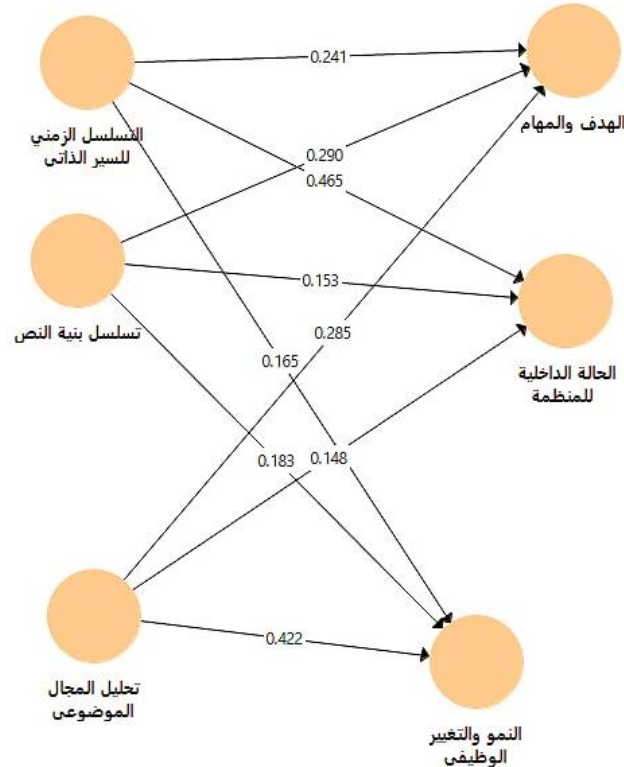 0.241
الهدف والمهام
التسلسل الزمني
للسير الذاتي
0.290
0.465
0.153
تسلسل بنية النص
0.285
0.165
الحالة الداخلية
للمنظمة
0.183
0.148
0.422
تحليل المجال
الموضوعي
النمو والتغيير
الوظيفي